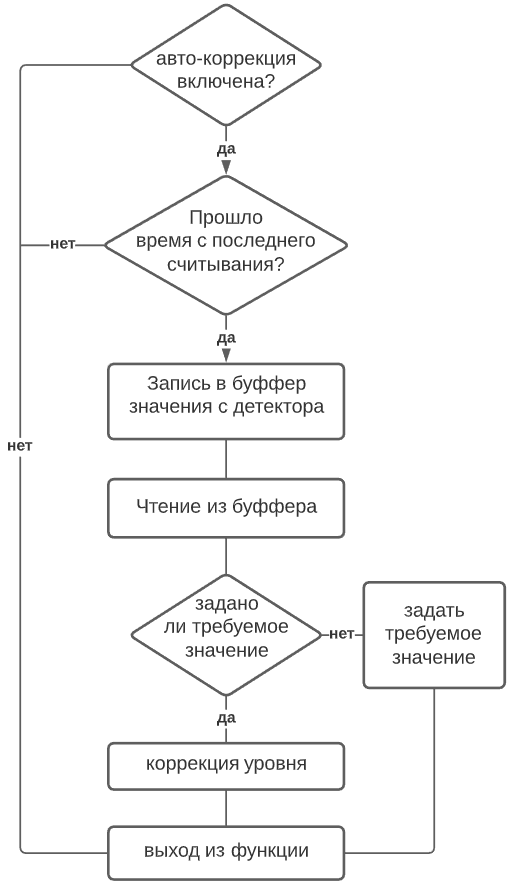 авто-коррекция
включена?
да
Прошло
время с последнего
считывания?
нет
да
Запись в буффер
значения с детектора
нет
Чтение из буффера
задано
ли требуемое
значение
нет
задать
требуемое
значение
да
коррекция уровня
выход из функции